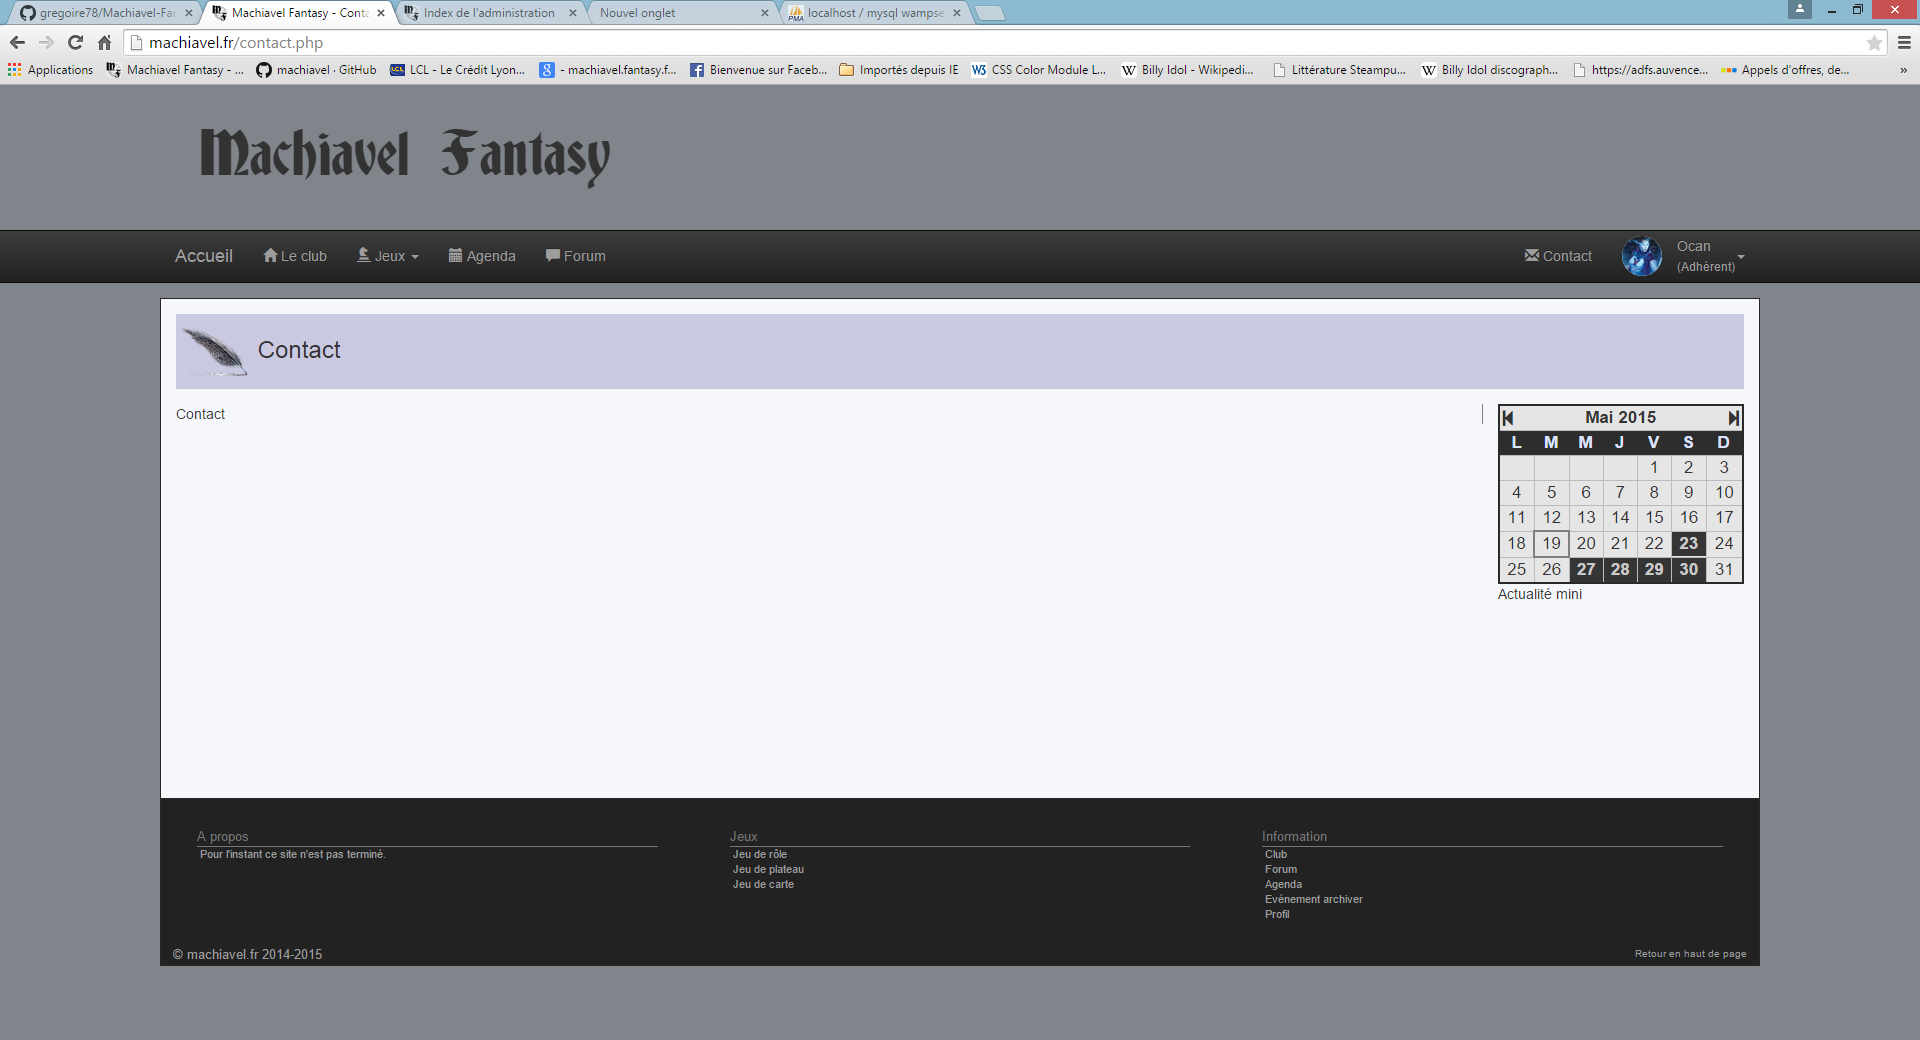 gregoire78/Machiavel-Fan
Machiavel Fantasy - Conta
Index de l'administration
Nouvel onglet
localhost / mysql wampse
machiavel.fr/contact.php
Applications
Machiavel Fantasy - ...
machiavel · GitHub
LCL - Le Crédit Lyon...
- machiavel.fantasy.f...
Bienvenue sur Faceb...
Importés depuis IE
CSS Color Module L...
Billy Idol - Wikipedi...
Littérature Steampu...
Billy Idol discograph...
https://adfs.auvence...
Appels d'offres, de...
»
Machiavel Fantasy
Accueil
Le club
Jeux
Agenda
Forum
Contact
Ocan
(Adhérent)
Contact
Contact
Mai 2015
L M M J V S D
1 2 3
4 5 6 7 8 9 10
11 12 13 14 15 16 17
18 19 20 21 22 23 24
25 26 27 28 29 30 31
Actualité mini
A propos
Pour l'instant ce site n'est pas terminé.
Jeux
Jeu de rôle
Jeu de plateau
Jeu de carte
Information
Club
Forum
Agenda
Evénement archiver
Profil
© machiavel.fr 2014-2015
Retour en haut de page